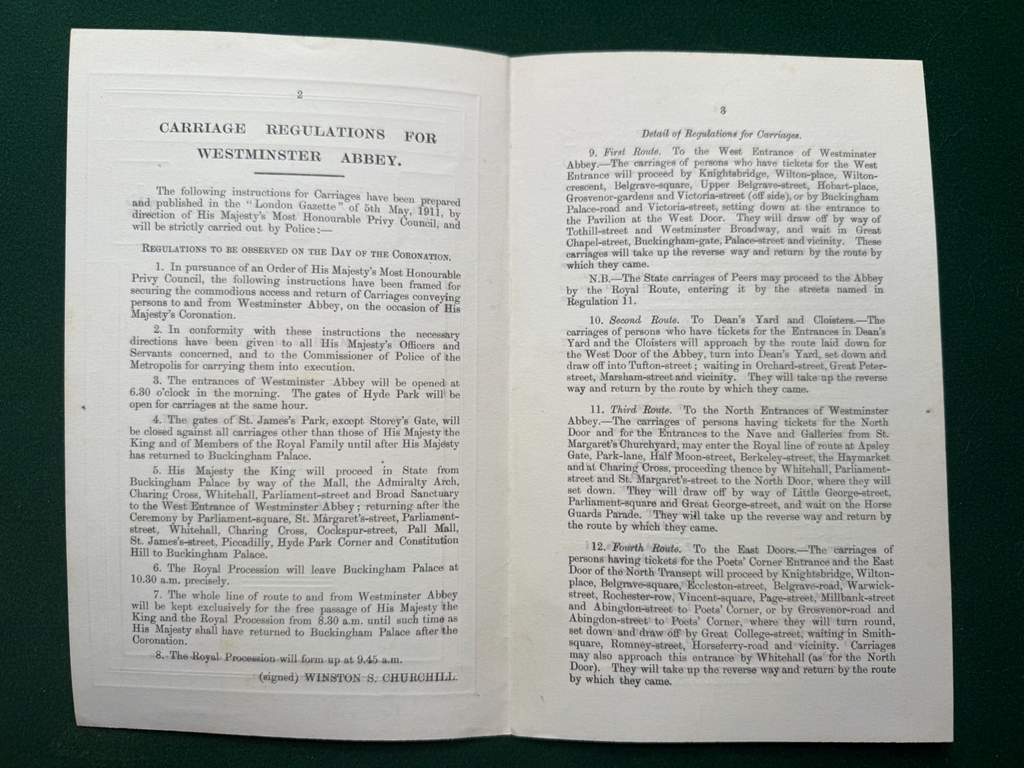 2
CARRIAGE REGULATIONS FOR
WESTMINSTER ABBEY.
The following instructions for Carriages have been prepared
and published in the "London Gazette" of 5th May, 1911, by
direction of His Majesty's Most Honourable Privy Council, and
will be strictly carried out by Police:—
REGULATIONS TO BE OBSERVED ON THE DAY OF THE CORONATION.
1. In pursuance of an Order of His Majesty's Most Honourable
Privy Council, the following instructions have been framed for
securing the commodious access and return of Carriages conveying
persons to and from Westminster Abbey, on the occasion of His
Majesty's Coronation.
2. In conformity with these instructions the necessary
directions have been given to all His Majesty's Officers and
Servants concerned, and to the Commissioner of Police of the
Metropolis for carrying them into execution.
3. The entrances of Westminster Abbey will be opened at
6.30 o'clock in the morning. The gates of Hyde Park will be
open for carriages at the same hour.
4. The gates of St. James's Park, except Storey's Gate, will
be closed against all carriages other than those of His Majesty the
King and of Members of the Royal Family until after His Majesty
has returned to Buckingham Palace.
5. His Majesty the King will proceed in State from
Buckingham Palace by way of the Mall, the Admiralty Arch,
Charing Cross, Whitehall, Parliament-street and Broad Sanctuary
to the West Entrance of Westminster Abbey; returning after the
Ceremony by Parliament-square, St. Margaret's-street, Parliament-
street, Whitehall, Charing Cross, Cockspur-street, Pall Mall,
St. James's-street, Piccadilly, Hyde Park Corner and Constitution
Hill to Buckingham Palace.
6. The Royal Procession will leave Buckingham Palace at
10.30 a.m. precisely.
7. The whole line of route to and from Westminster Abbey
will be kept exclusively for the free passage of His Majesty the
King and the Royal Procession from 8.30 a.m. until such time as
His Majesty shall have returned to Buckingham Palace after the
Coronation.
8. The Royal Procession will form up at 9.45 a.m.
(signed) WINSTON S. CHURCHILL.
3
Detail of Regulations for Carriages.
9. First Route. To the West Entrance of Westminster
Abbey.—The carriages of persons who have tickets for the West
Entrance will proceed by Knightsbridge, Wilton-place, Wilton-
crescent, Belgrave-square, Upper Belgrave-street, Hobart-place,
Grosvenor-gardens and Victoria-street (off side), or by Buckingham
Palace-road and Victoria-street, setting down at the entrance to
the Pavilion at the West Door. They will draw off by way of
Tothill-street and Westminster Broadway, and wait in Great
Chapel-street, Buckingham-gate, Palace-street and vicinity. These
carriages will take up the reverse way and return by the route by
which they came.
N.B.—The State carriages of Peers may proceed to the Abbey
by the Royal Route, entering it by the streets named in
Regulation 11.
10. Second Route. To Dean's Yard and Cloisters.—The
carriages of persons who have tickets for the Entrances in Dean's
Yard and the Cloisters will approach by the route laid down for
the West Door of the Abbey, turn into Dean's Yard, set down and
draw off into Tufton-street; waiting in Orchard-street, Great Peter-
street, Marsham-street and vicinity. They will take up the reverse
way and return by the route by which they came.
11. Third Route. To the North Entrances of Westminster
Abbey.—The carriages of persons having tickets for the North
Door and for the Entrances to the Nave and Galleries from St.
Margaret's Churchyard, may enter the Royal line of route at Apsley
Gate, Park-lane, Half Moon-street, Berkeley-street, the Haymarket
and at Charing Cross, proceeding thence by Whitehall, Parliament-
street and St. Margaret's-street to the North Door, where they will
set down. They will draw off by way of Little George-street,
Parliament-square and Great George-street, and wait on the Horse
Guards Parade. They will take up the reverse way and return by
the route by which they came.
12. Fourth Route. To the East Doors.—The carriages of
persons having tickets for the Poets' Corner Entrance and the East
Door of the North Transept will proceed by Knightsbridge, Wilton-
place, Belgrave-square, Eccleston-street, Belgrave-road, Warwick-
street, Rochester-row, Vincent-square, Page-street, Millbank-street
and Abingdon-street to Poets' Corner, or by Grosvenor-road and
Abingdon-street to Poets' Corner, where they will turn round,
set down and draw off by Great College-street, waiting in Smith-
square, Romney-street, Horseferry-road and vicinity. Carriages
may also approach this entrance by Whitehall (as for the North
Door). They will take up the reverse way and return by the route
by which they came.